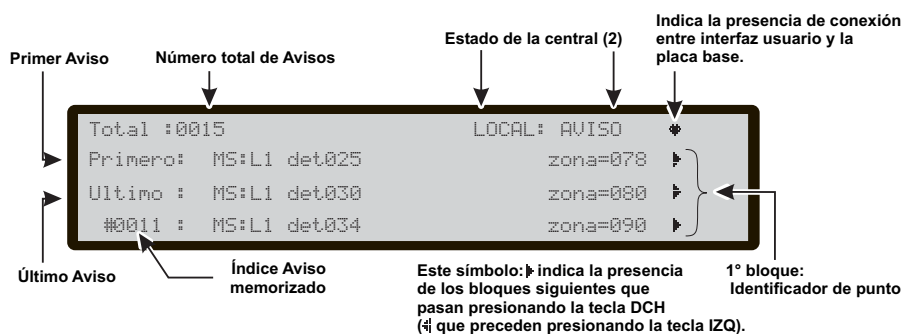 Indica la presencia de conexión
entre interfaz usuario y la
placa base.
Estado de la central (2)
Primer Aviso
Número total de Avisos
Total :0015 LOCAL: AVISO
Primero: MS:L1 det025 zona=078
Ultimo : MS:L1 det030 zona=080
#0011 : MS:L1 det034 zona=090
Último Aviso
Índice Aviso
memorizado
Este símbolo: indica la presencia
de los bloques siguientes que
pasan presionando la tecla DCH
( que preceden presionando la tecla IZQ).
1° bloque:
Identificador de punto